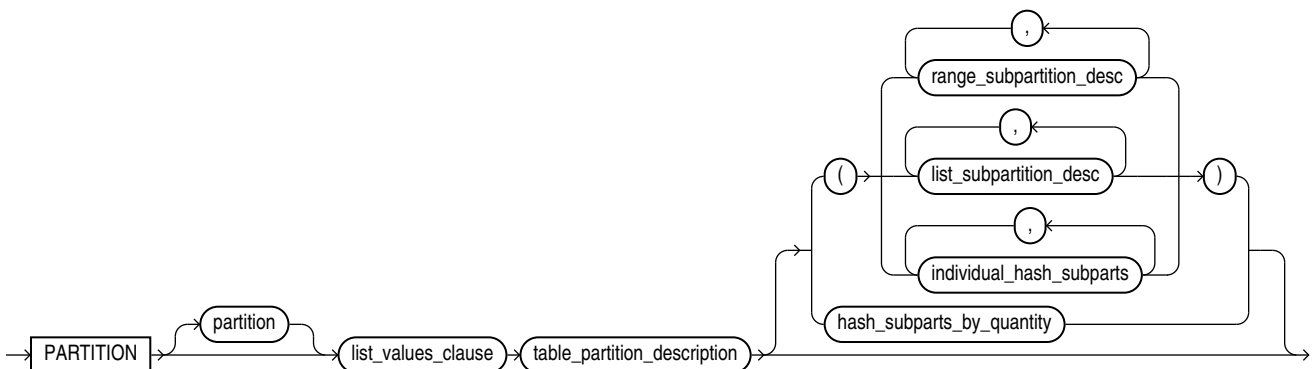 ,
range_subpartition_desc
,
( list_subpartition_desc )
,
individual_hash_subparts
partition hash_subparts_by_quantity
PARTITION list_values_clause table_partition_description